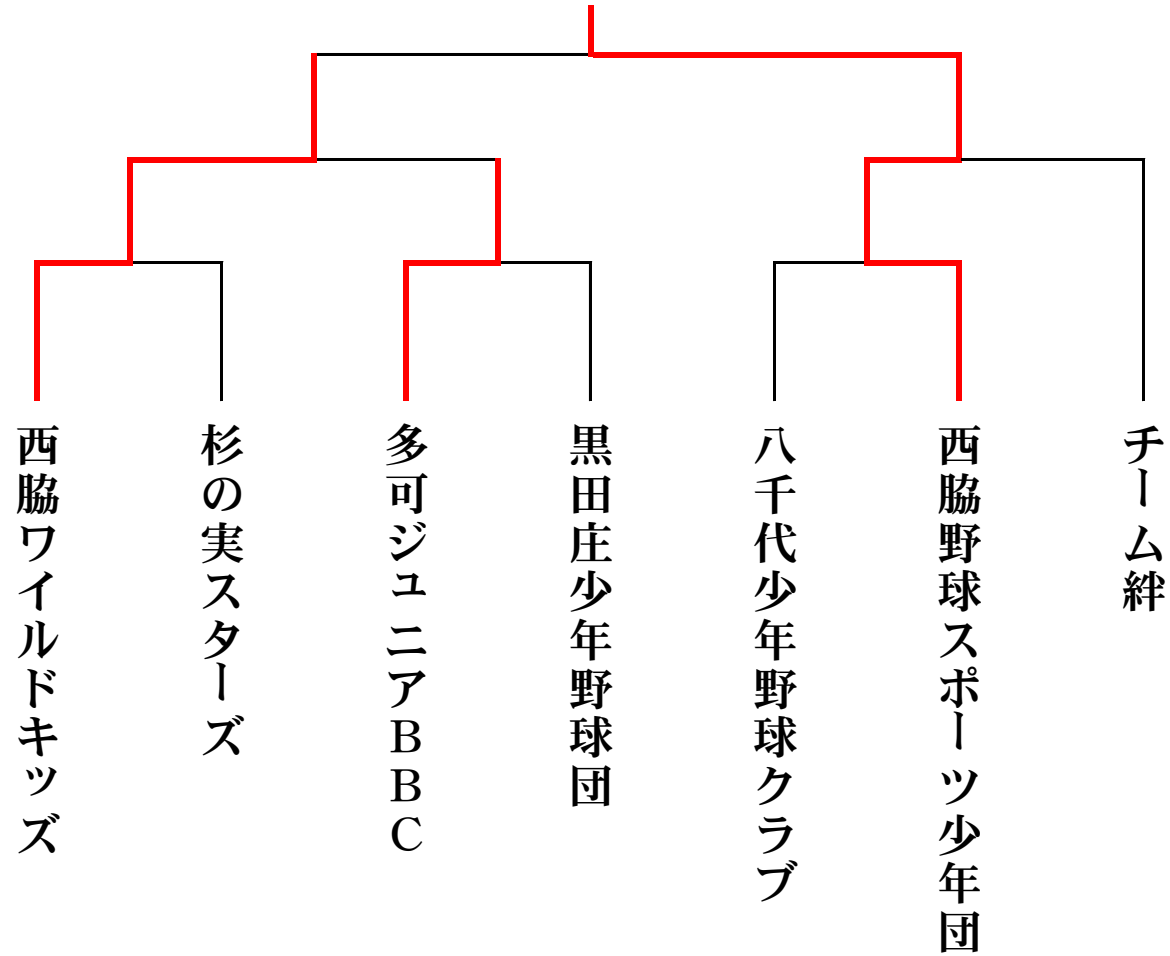 西脇ワイルドキッズ
杉の実スターズ
多可ジュニアＢＢＣ
黒田庄少年野球団
八千代少年野球クラブ
西脇野球スポーツ少年団
チーム絆